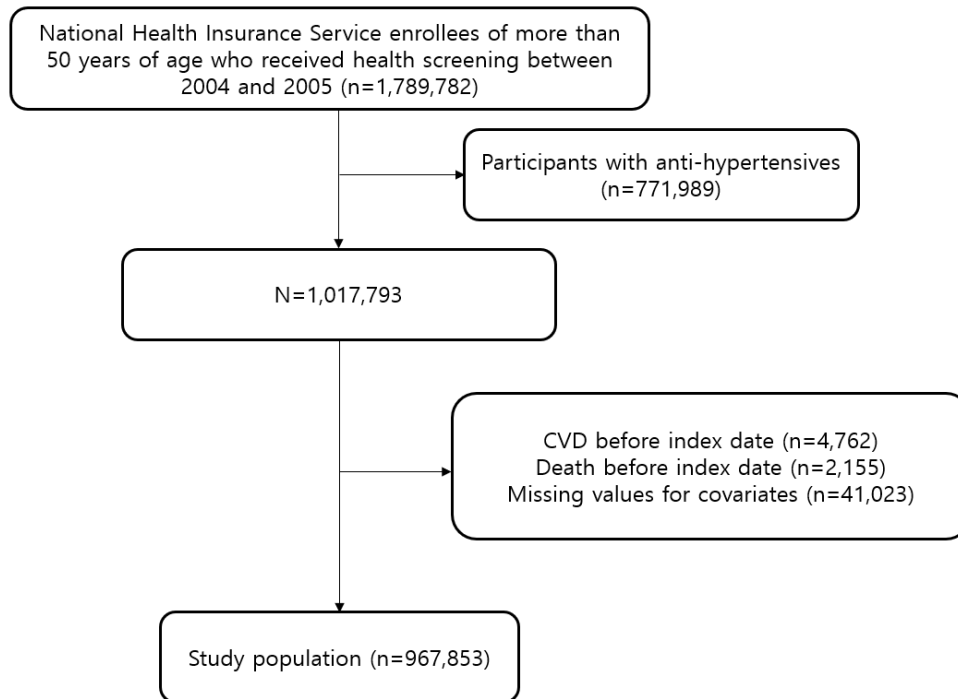 National Health Insurance Service enrollees of more than
50 years of age who received health screening between
2004 and 2005 (n=1,789,782)
Participants with anti-hypertensives
(n=771,989)
N=1,017,793
CVD before index date (n=4,762)
Death before index date (n=2,155)
Missing values for covariates (n=41,023)
Study population (n=967,853)